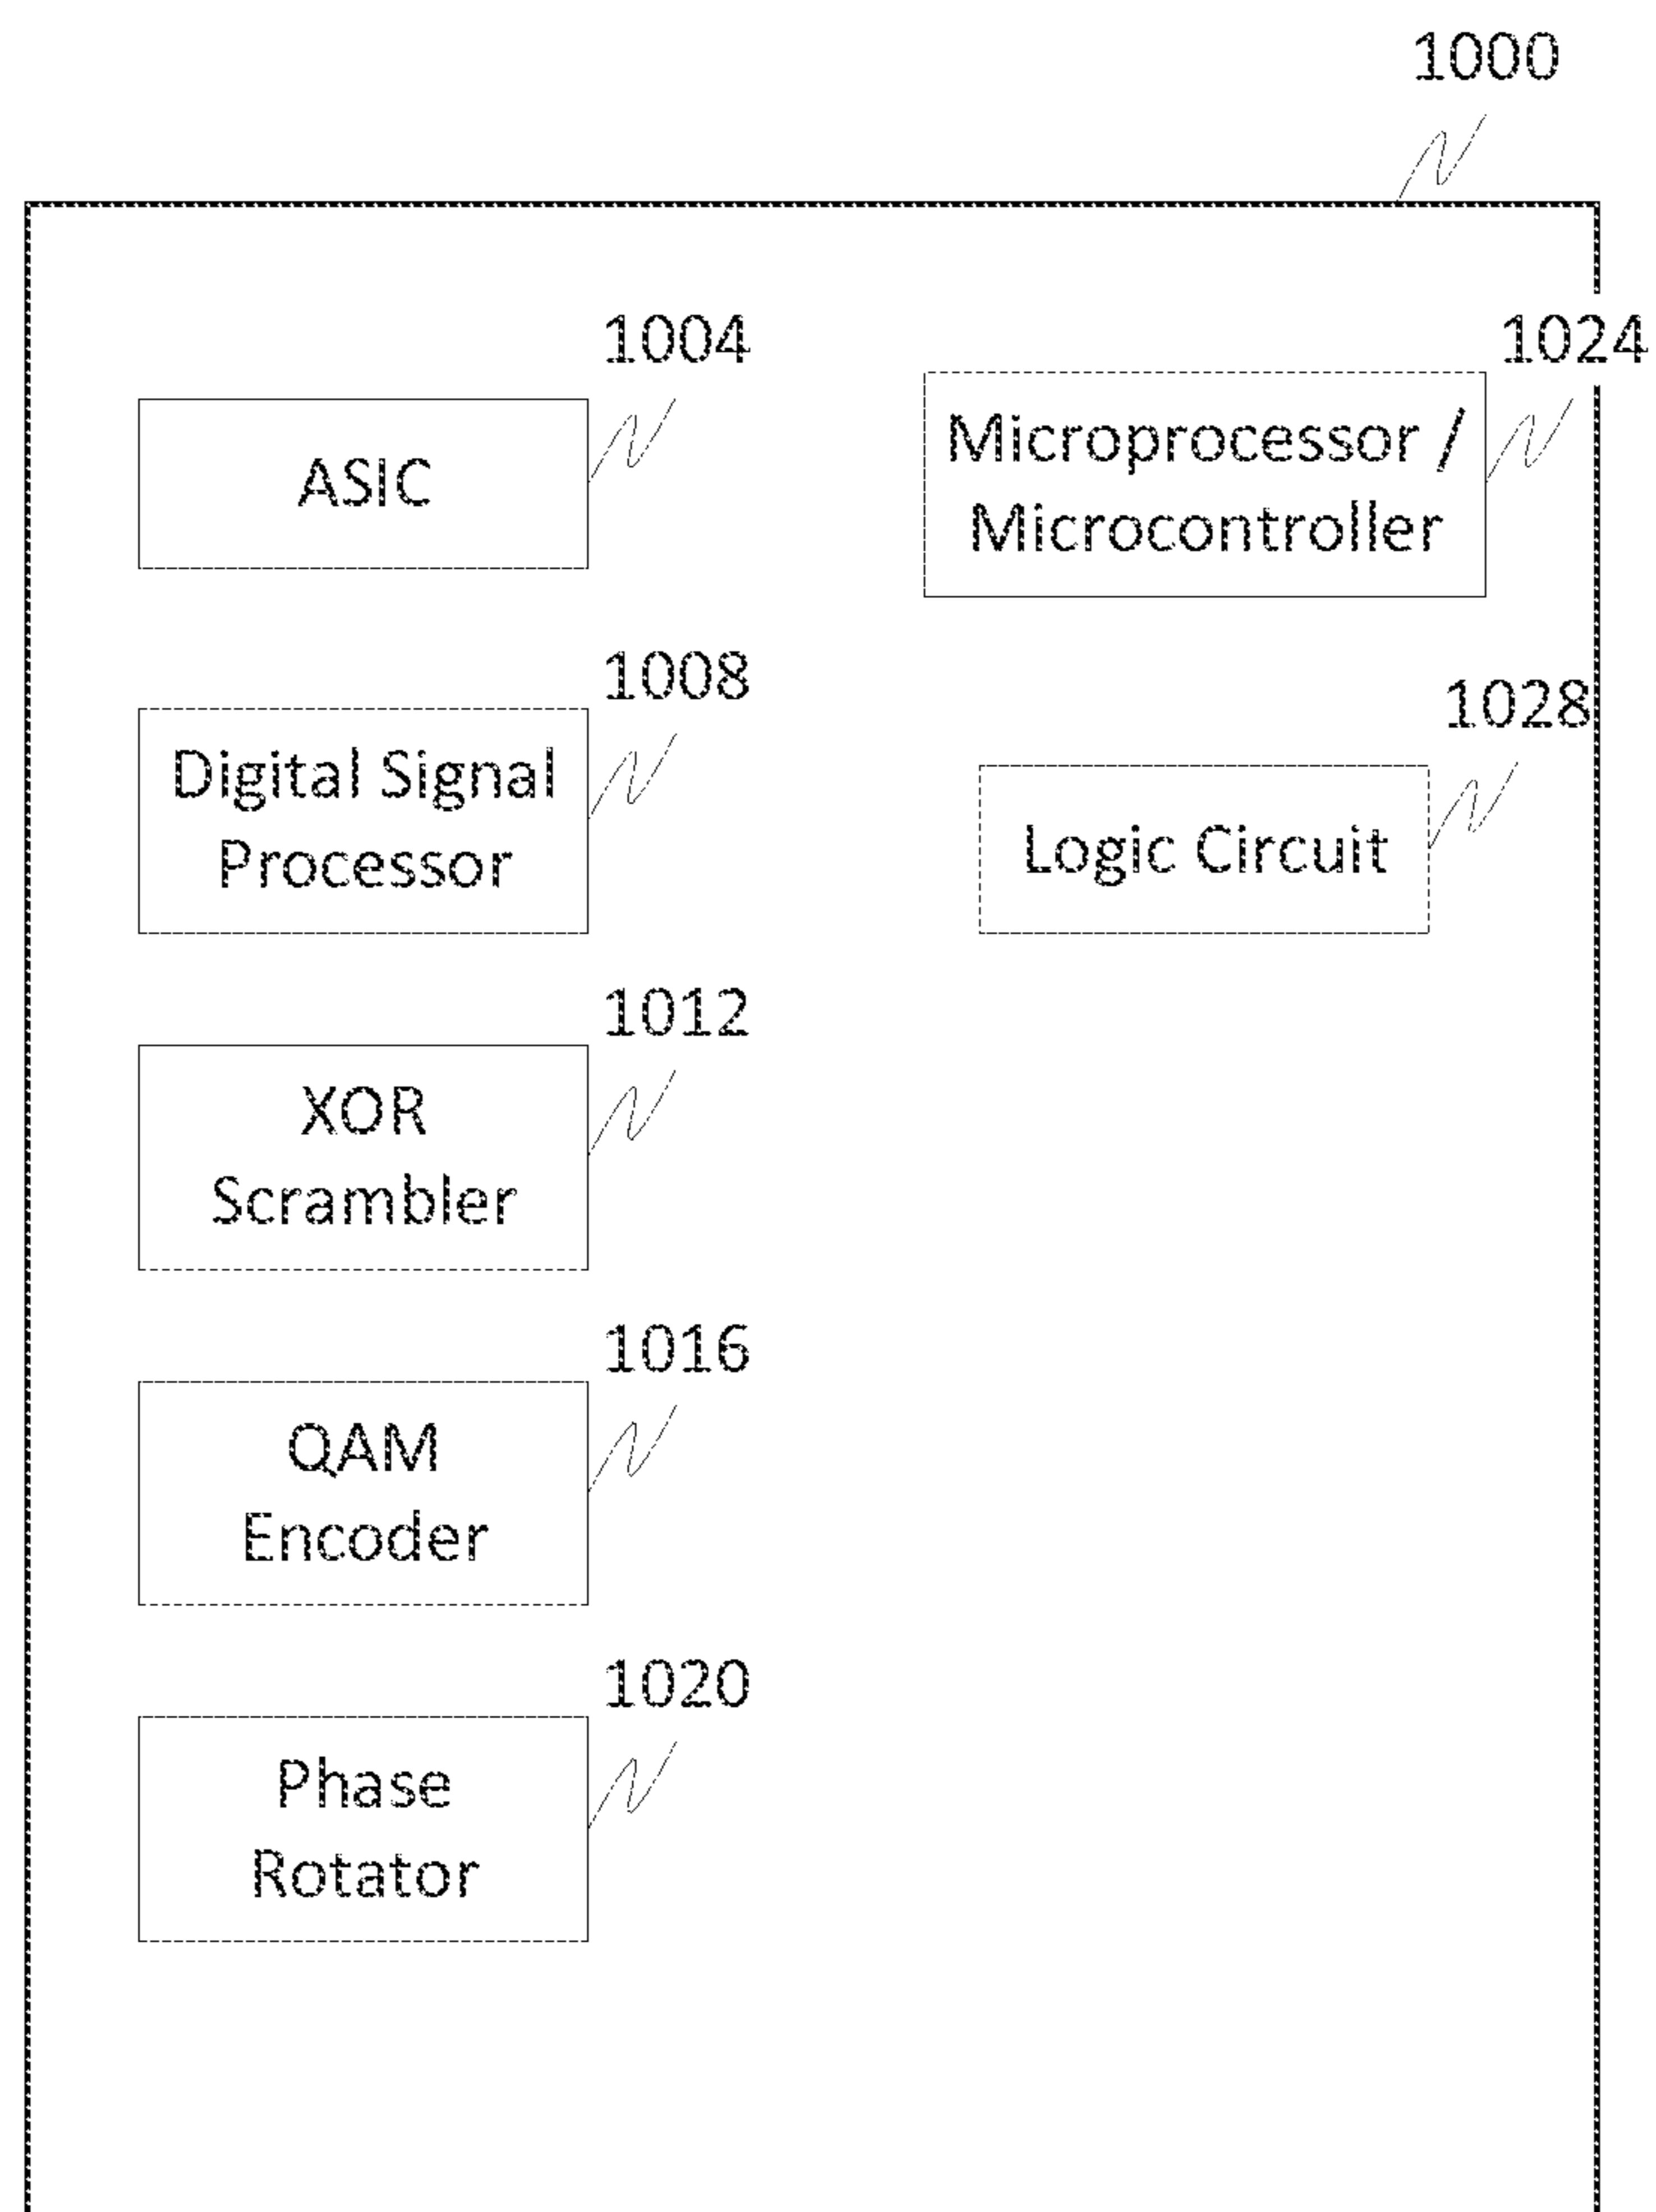 1000
1004
ASIC
1008
Digital Signal
Processor
1012
XOR
Scrambler
1016
QAM
Encoder
1020
Phase
Rotator
1024
Microprocessor /
Microcontroller
1028
Logic Circuit